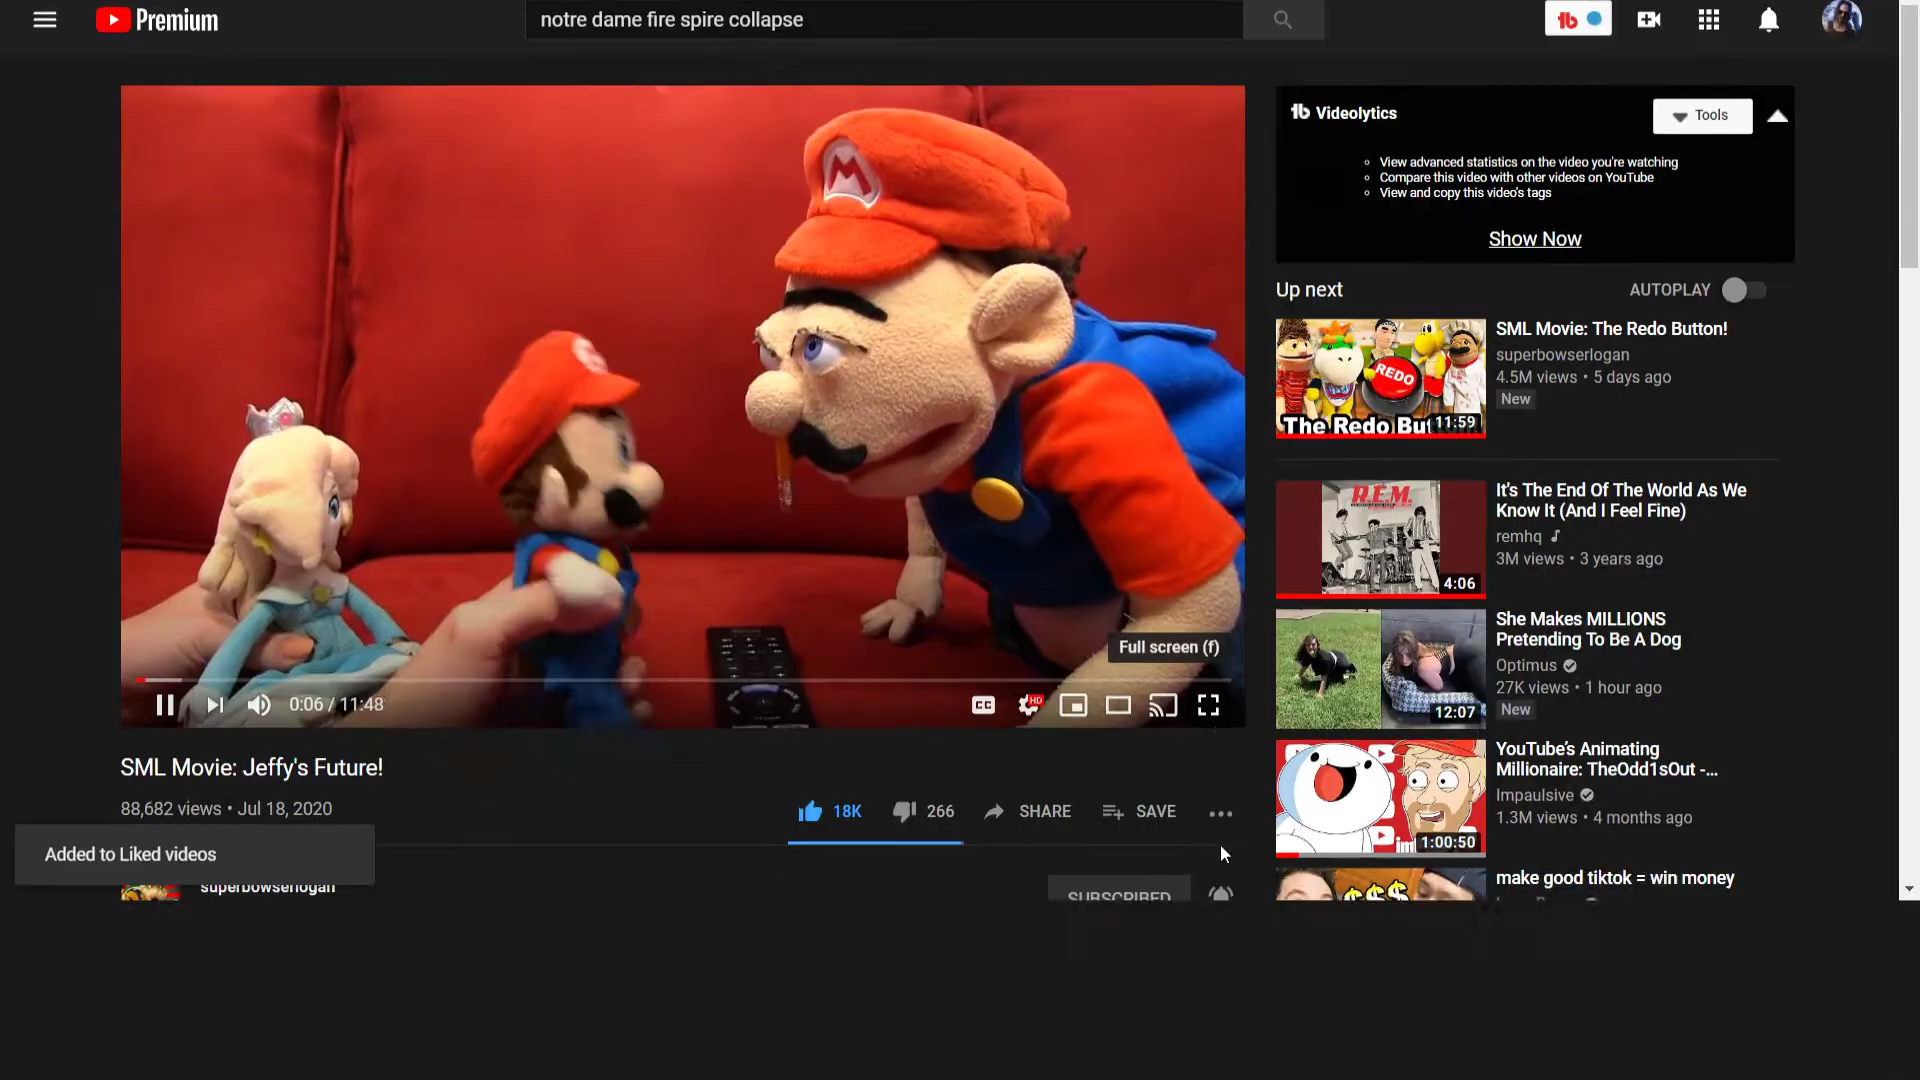 Premium
notre dame fire spire collapse
tb
M
Full screen (f)
0:06 / 11:48
CC
HD
SML Movie: Jeffy's Future!
88,682 views • Jul 18, 2020
18K
266
SHARE
SAVE
Added to Liked videos
superbowserlogan
SUBSCRIBED
tb Videolytics
Tools
View advanced statistics on the video you're watching
Compare this video with other videos on YouTube
View and copy this video's tags
Show Now
Up next
AUTOPLAY
REDO
The Redo But
11:59
SML Movie: The Redo Button!
superbowserlogan
4.5M views • 5 days ago
New
R.E.M.
4:06
It's The End Of The World As We
Know It (And I Feel Fine)
remhq
3M views • 3 years ago
12:07
She Makes MILLIONS
Pretending To Be A Dog
Optimus
27K views • 1 hour ago
New
1:00:50
YouTube's Animating
Millionaire: TheOdd1sOut -...
Impaulsive
1.3M views • 4 months ago
$$$
make good tiktok = win money